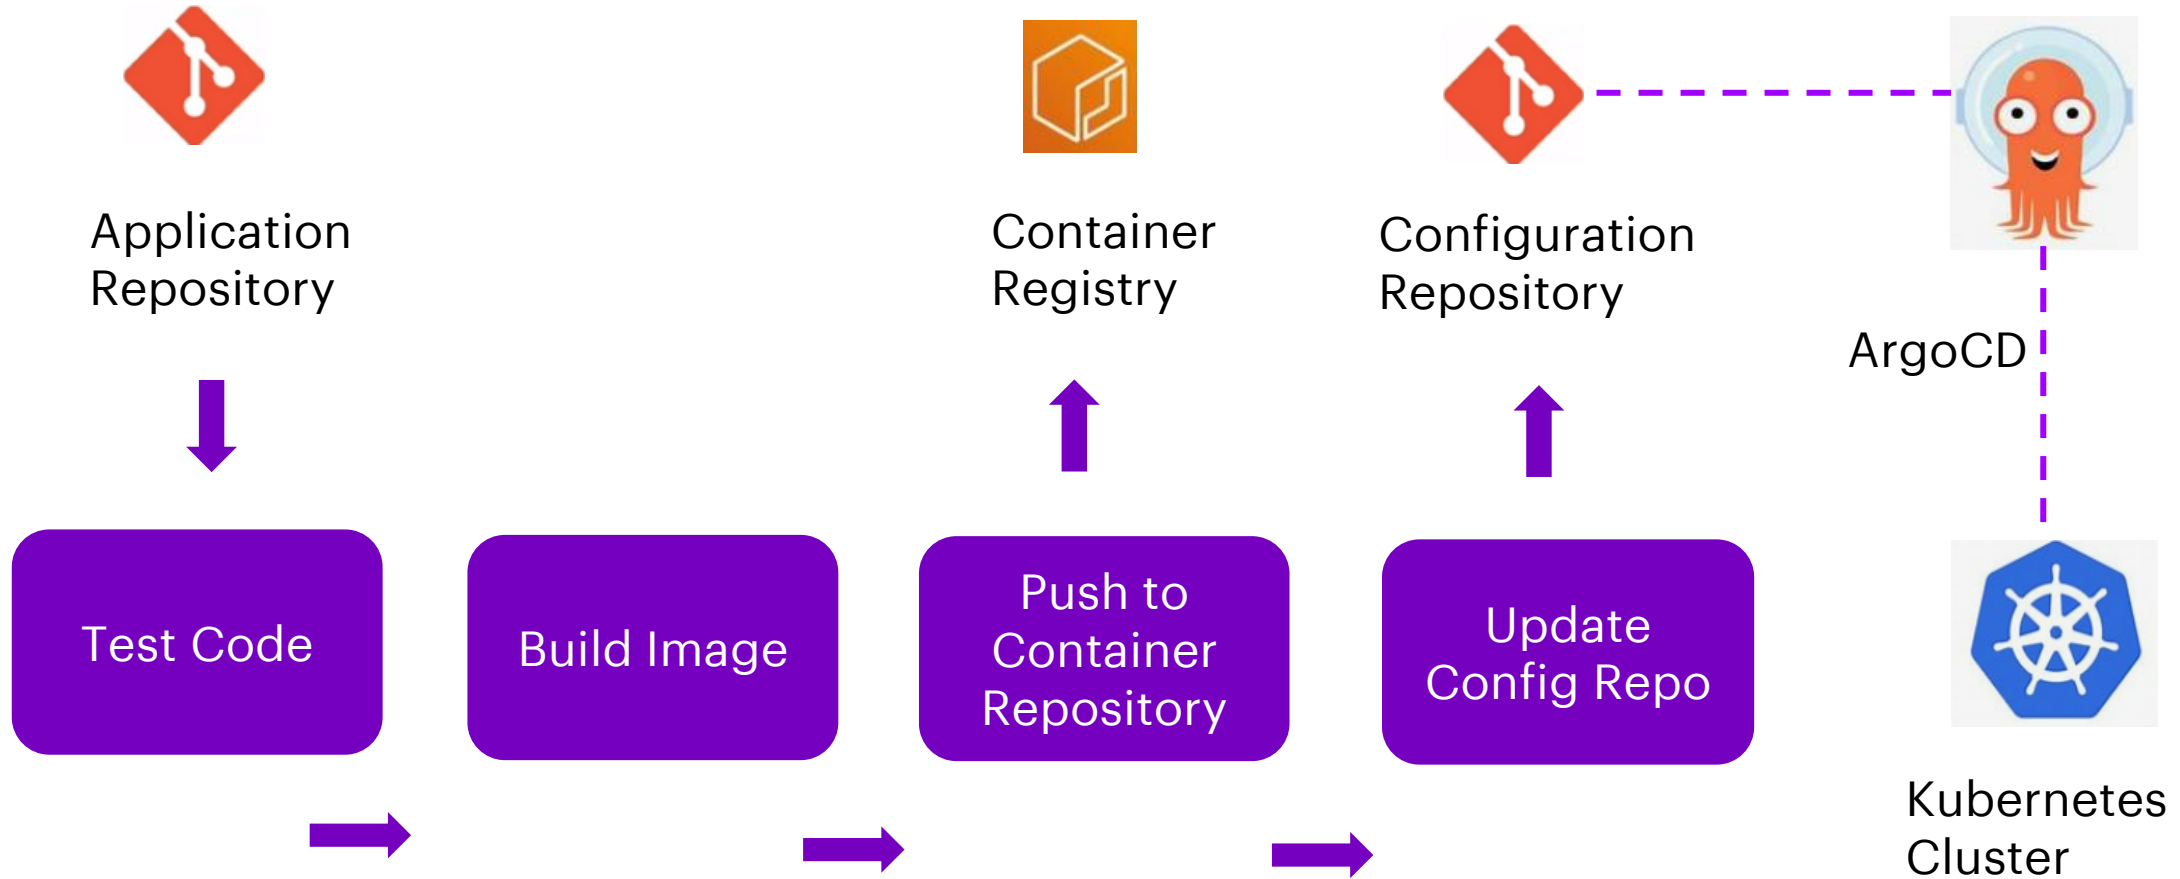 Application
Repository
Container
Registry
Configuration
Repository
ArgoCD
Test Code
Build Image
Push to
Container
Repository
Update
Config Repo
Kubernetes
Cluster